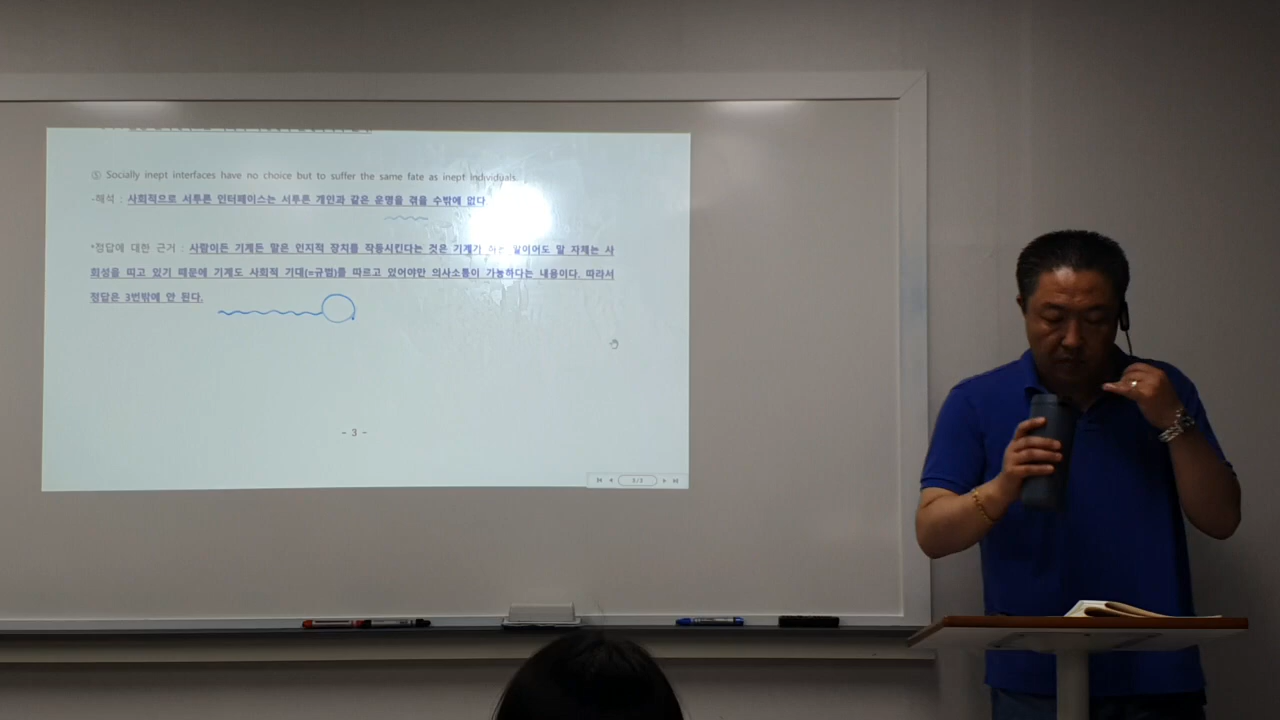 ⑤ Socially inept interfaces have no choice but to suffer the same fate as inept individuals.
-해석 : 사회적으로 서투른 인터페이스는 서투른 개인과 같은 운명을 겪을 수밖에 없다
*정답에 대한 근거 : 사람이든 기계든 말은 인지적 장치를 작동시킨다는 것은 기계가 하는 말이어도 말 자체는 사
회성을 띠고 있기 때문에 기계도 사회적 기대(=규범)를 따르고 있어야만 의사소통이 가능하다는 내용이다. 따라서
정답은 3번밖에 안 된다.
- 3 -
3/3